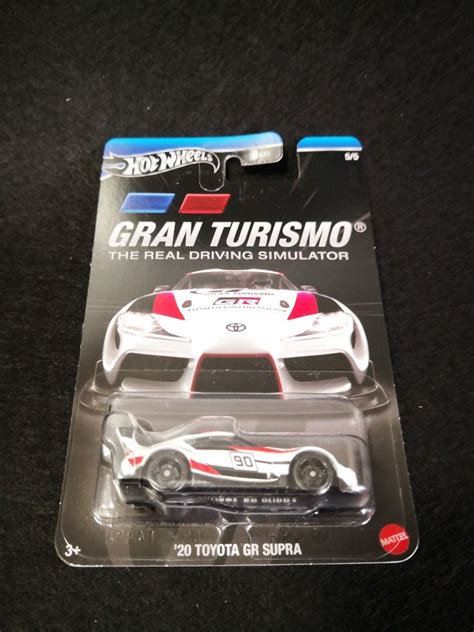 Hot Wheels
5/5
GRAN TURISMO®
THE REAL DRIVING SIMULATOR
GR
90
3+
'20 TOYOTA GR SUPRA
MATTEL